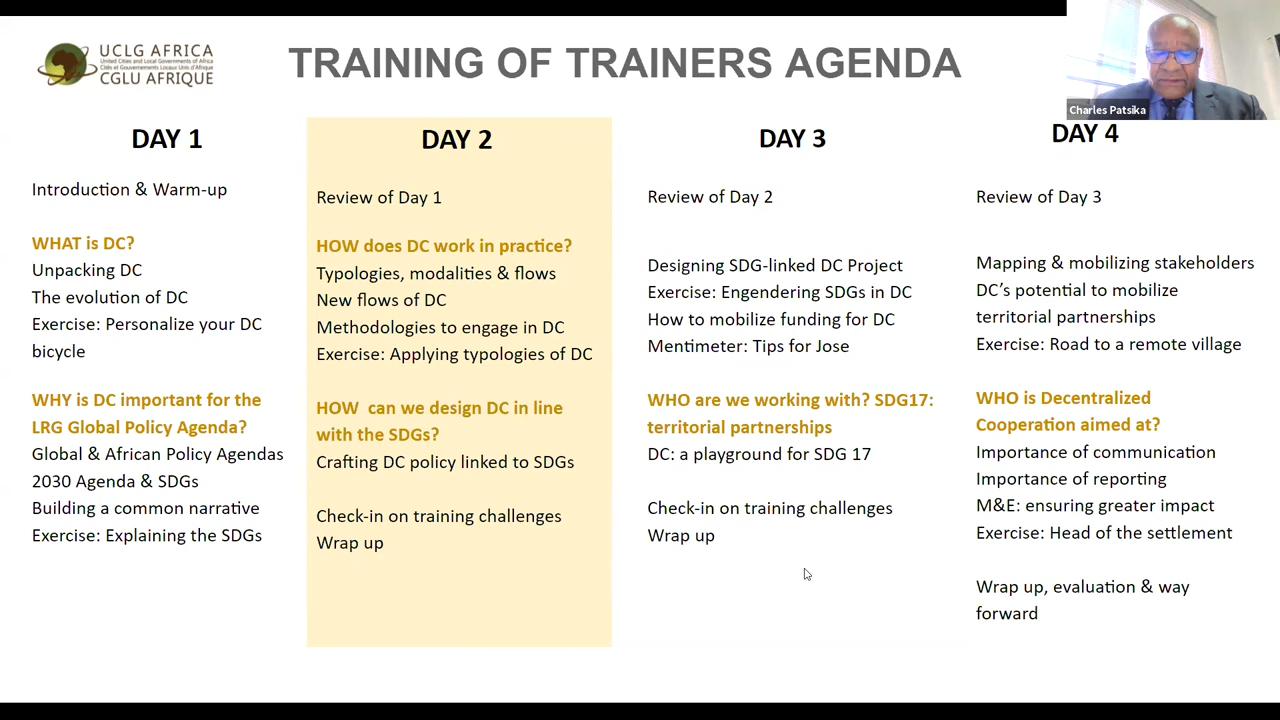 UCLG AFRICA
United Cities and Local Governments of Africa
Cités et Gouvernements Locaux Unis d'Afrique
CGLU AFRIQUE
TRAINING OF TRAINERS AGENDA
Charles Patsika
DAY 1
Introduction & Warm-up
WHAT is DC?
Unpacking DC
The evolution of DC
Exercise: Personalize your DC
bicycle
WHY is DC important for the
LRG Global Policy Agenda?
Global & African Policy Agendas
2030 Agenda & SDGs
Building a common narrative
Exercise: Explaining the SDGs
DAY 2
Review of Day 1
HOW does DC work in practice?
Typologies, modalities & flows
New flows of DC
Methodologies to engage in DC
Exercise: Applying typologies of DC
HOW can we design DC in line
with the SDGs?
Crafting DC policy linked to SDGs
Check-in on training challenges
Wrap up
DAY 3
Review of Day 2
Designing SDG-linked DC Project
Exercise: Engendering SDGs in DC
How to mobilize funding for DC
Mentimeter: Tips for Jose
WHO are we working with? SDG17:
territorial partnerships
DC: a playground for SDG 17
Check-in on training challenges
Wrap up
DAY 4
Review of Day 3
Mapping & mobilizing stakeholders
DC's potential to mobilize
territorial partnerships
Exercise: Road to a remote village
WHO is Decentralized
Cooperation aimed at?
Importance of communication
Importance of reporting
M&E: ensuring greater impact
Exercise: Head of the settlement
Wrap up, evaluation & way
forward